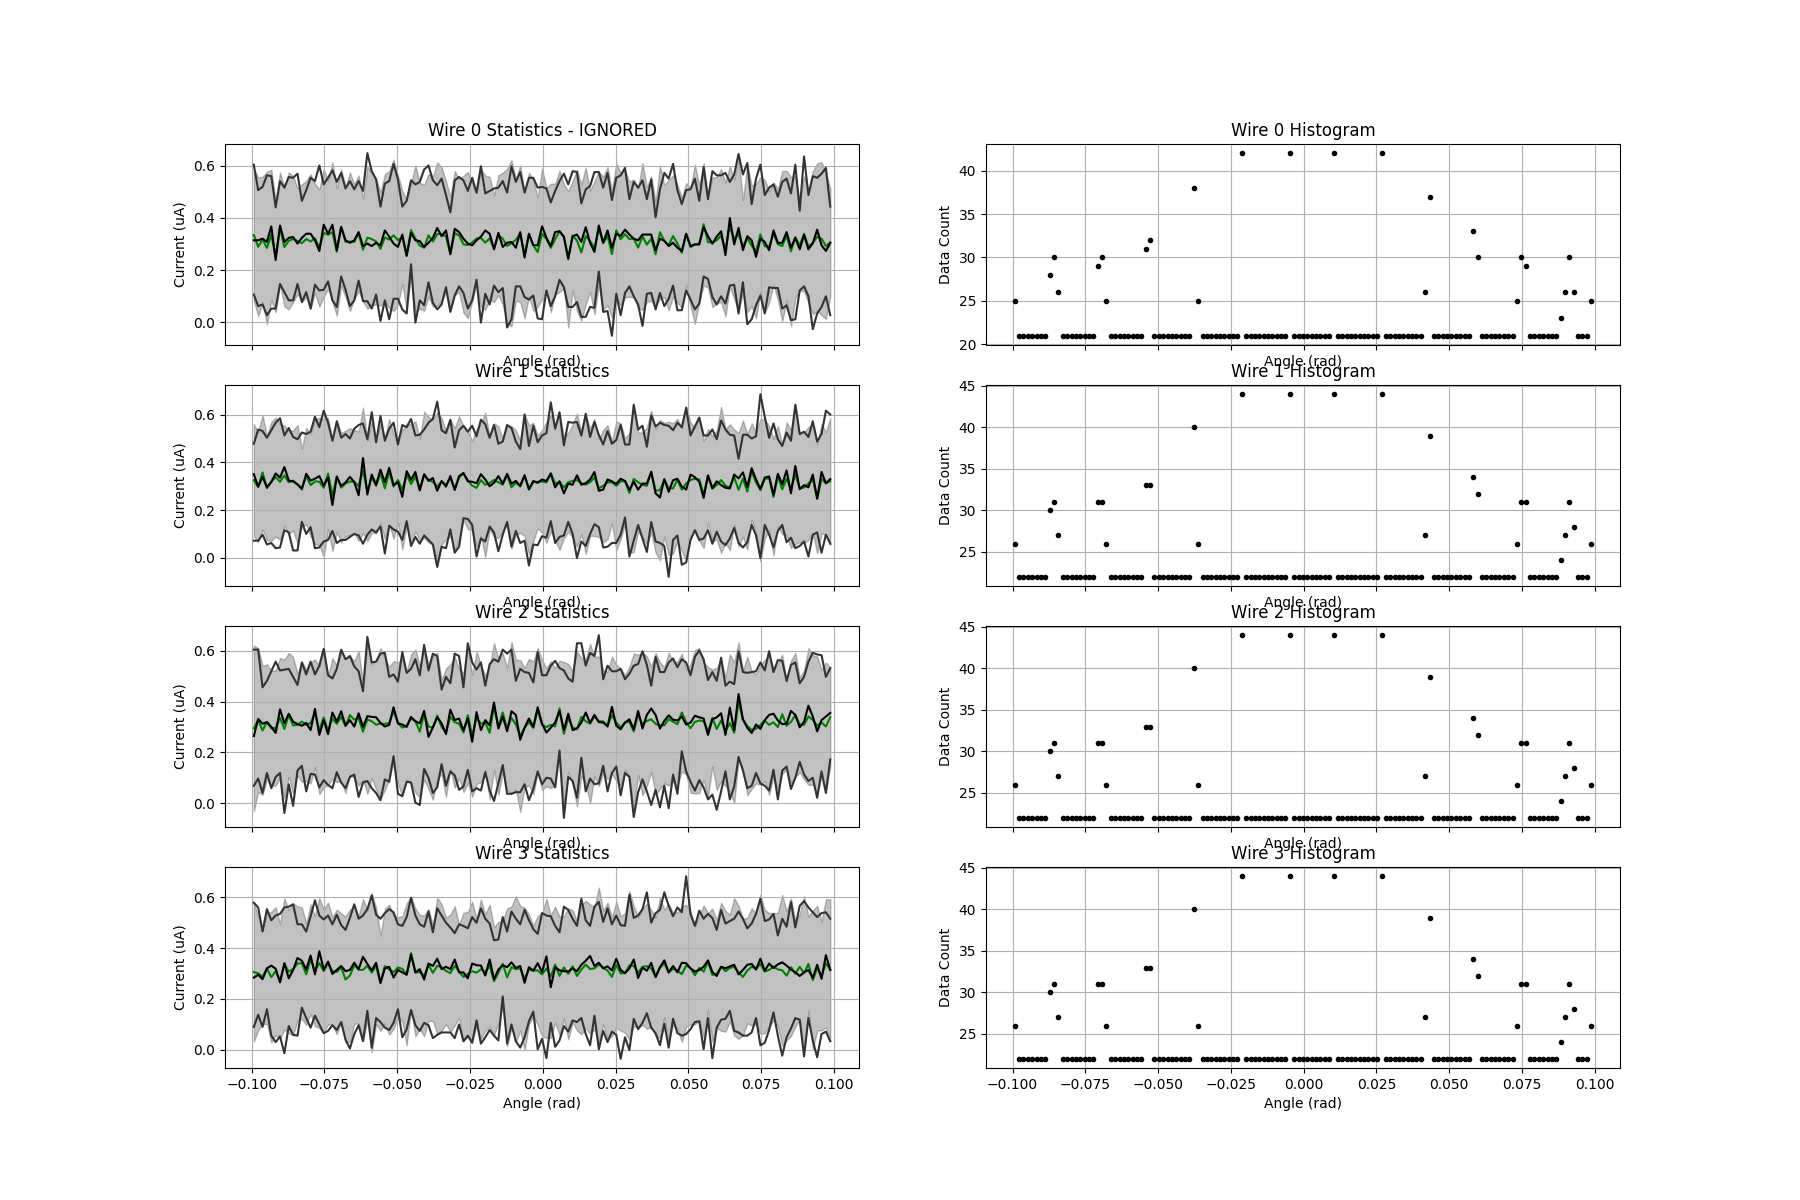 Wire 0 Statistics - IGNORED
Current (uA)
0.6
0.4
0.2
0.0
Angle (rad)
Wire 0 Histogram
Data Count
40
35
30
25
20
Angle (rad)
Wire 1 Statistics
Current (uA)
0.6
0.4
0.2
0.0
Angle (rad)
Wire 1 Histogram
Data Count
45
40
35
30
25
Angle (rad)
Wire 2 Statistics
Current (uA)
0.6
0.4
0.2
0.0
Angle (rad)
Wire 2 Histogram
Data Count
45
40
35
30
25
Angle (rad)
Wire 3 Statistics
Current (uA)
0.6
0.4
0.2
0.0
−0.100 −0.075 −0.050 −0.025 0.000 0.025 0.050 0.075 0.100
Angle (rad)
Wire 3 Histogram
Data Count
45
40
35
30
25
−0.100 −0.075 −0.050 −0.025 0.000 0.025 0.050 0.075 0.100
Angle (rad)